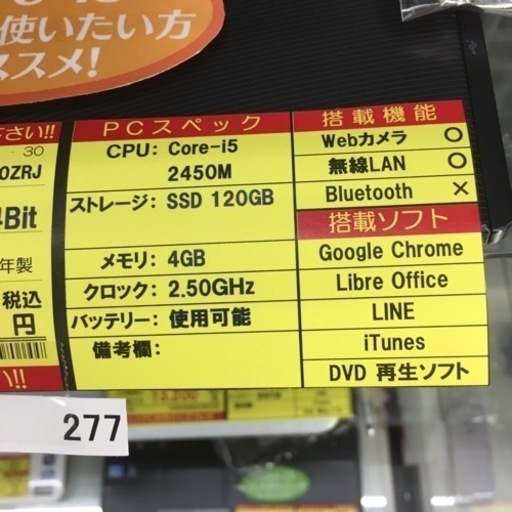 使いたい方
ススメ!
下さい!!
30
0ZRJ
4Bit
年製
税込
円
い!!
PCスペック
CPU: Core-i5
2450M
ストレージ: SSD 120GB
メモリ: 4GB
クロック: 2.50GHz
バッテリー: 使用可能
備考欄:
搭載機能
Webカメラ ○
無線LAN ○
Bluetooth ×
搭載ソフト
Google Chrome
Libre Office
LINE
iTunes
DVD 再生ソフト
277